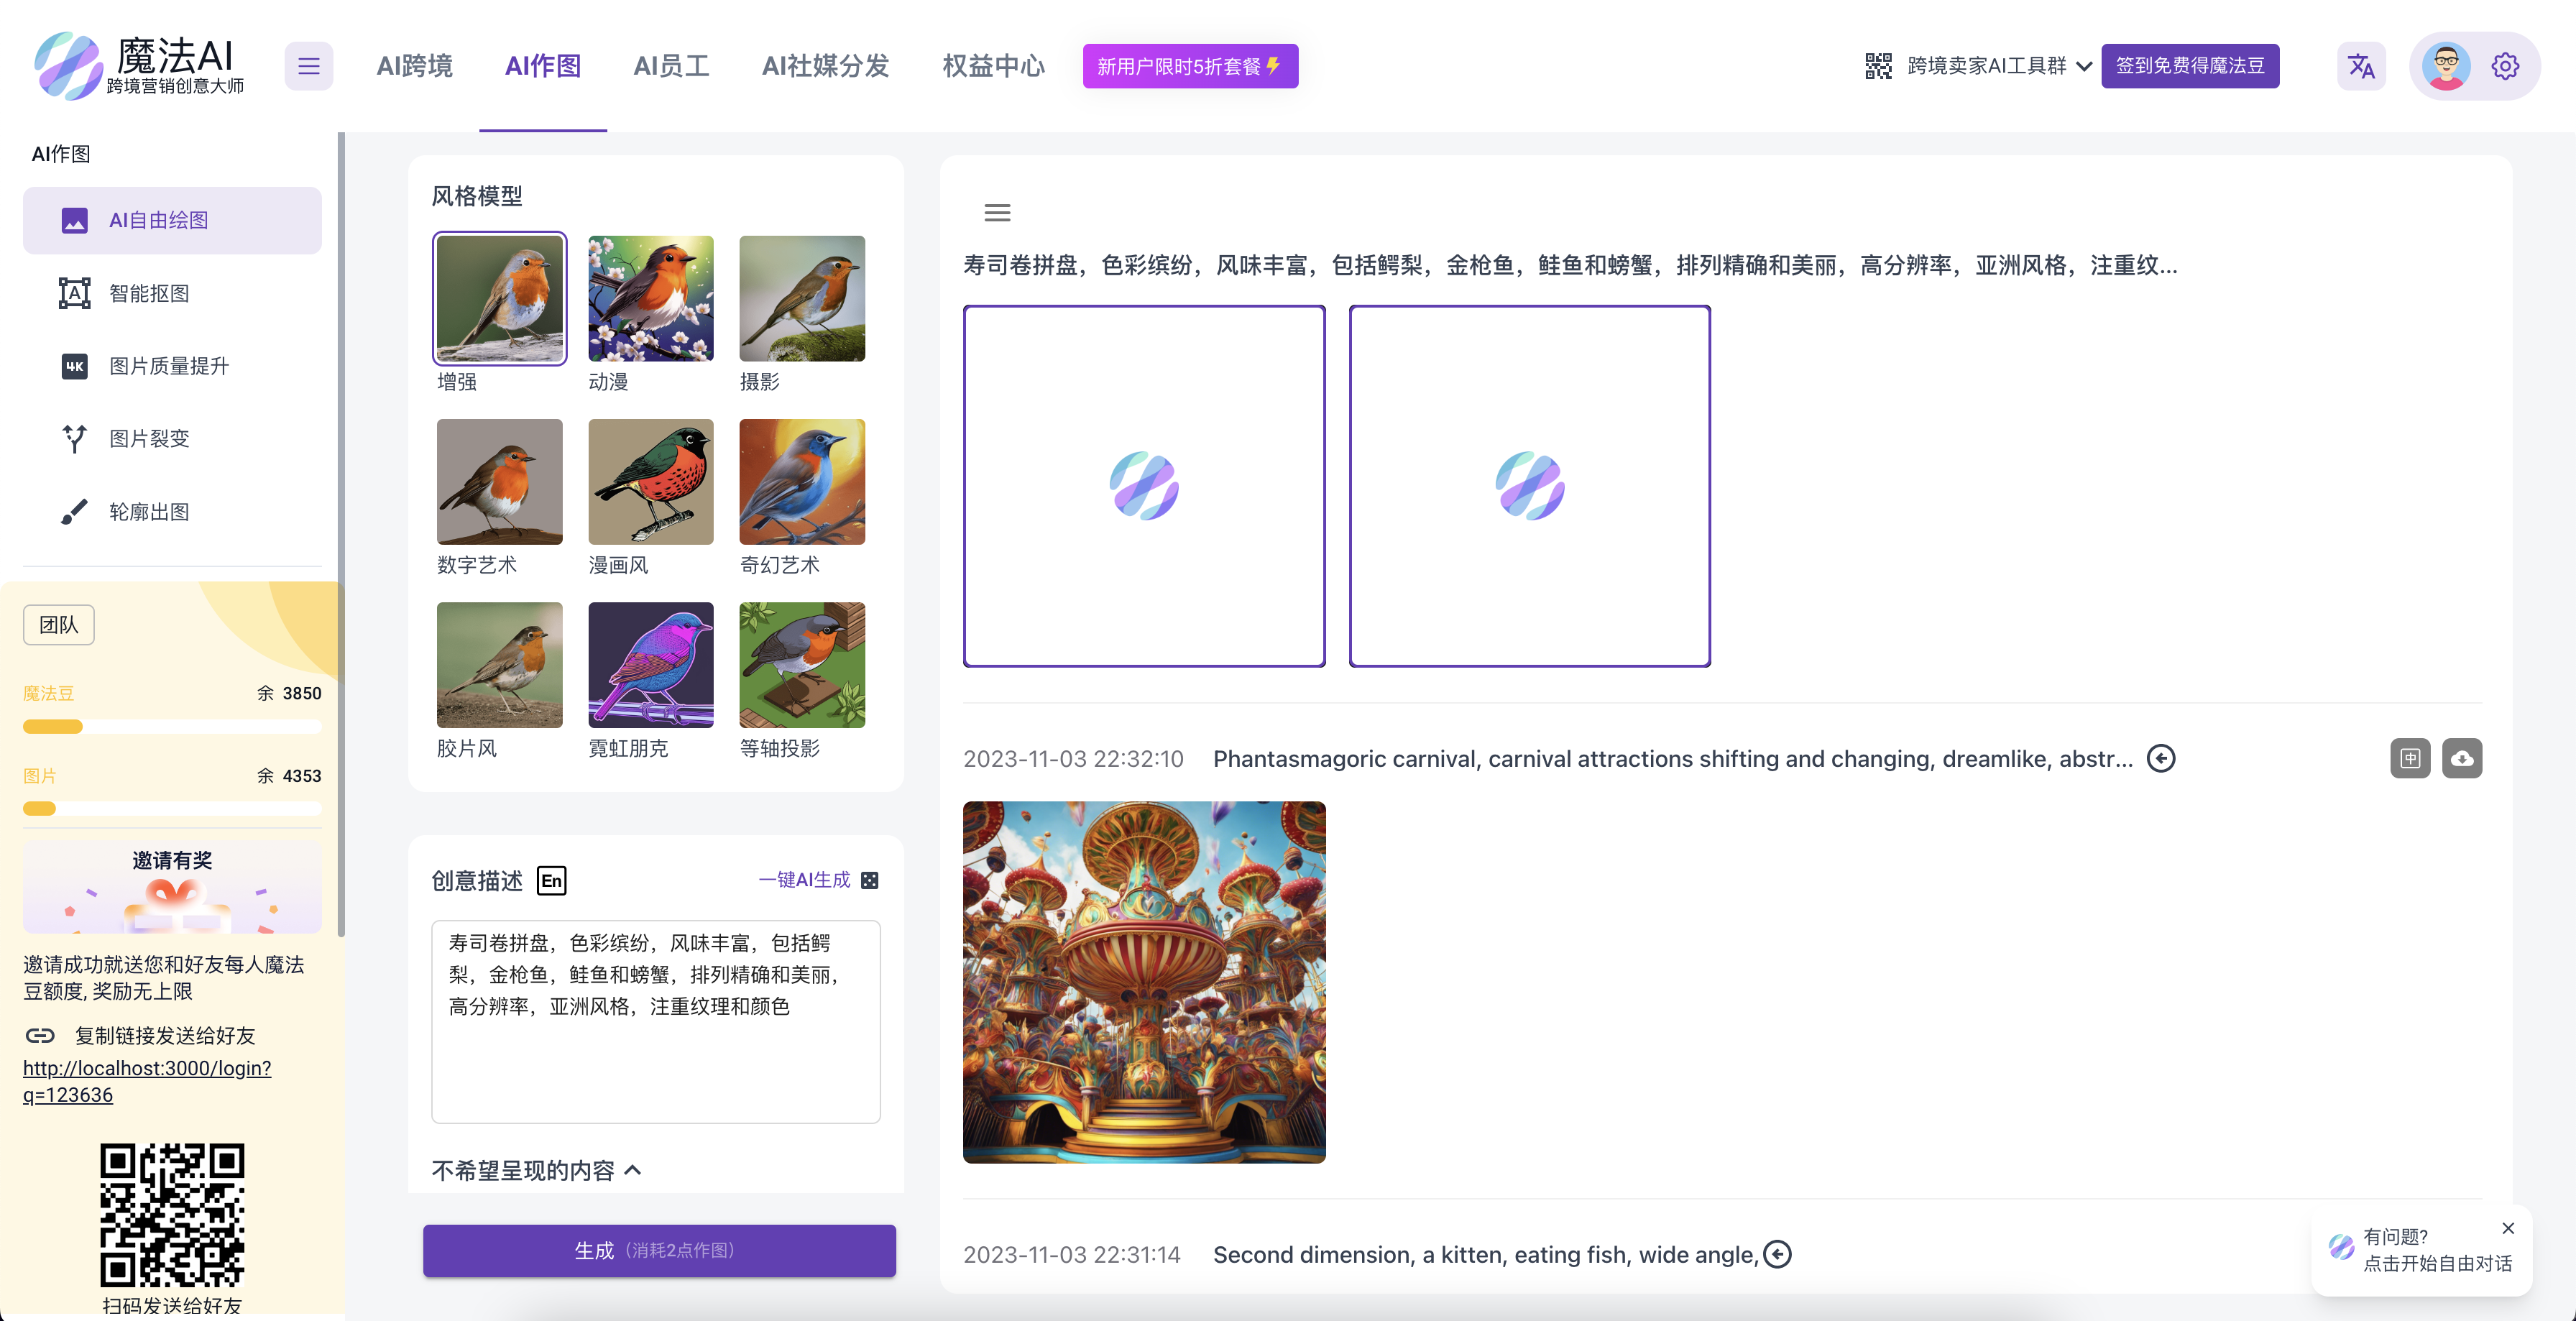 魔法AI
跨境营销创意大师
AI跨境
AI作图
AI员工
AI社媒分发
权益中心
新用户限时5折套餐
跨境卖家AI工具群
签到免费得魔法豆
AI作图
AI自由绘图
A
智能抠图
4K
图片质量提升
图片裂变
轮廓出图
团队
魔法豆
余 3850
图片
余 4353
邀请有奖
邀请成功就送您和好友每人魔法
豆额度, 奖励无上限
复制链接发送给好友
http://localhost:3000/login?
q=123636
扫码发送给好友
风格模型
增强
动漫
摄影
数字艺术
漫画风
奇幻艺术
胶片风
霓虹朋克
等轴投影
创意描述
En
一键AI生成
寿司卷拼盘，色彩缤纷，风味丰富，包括鳄
梨，金枪鱼，鲑鱼和螃蟹，排列精确和美丽，
高分辨率，亚洲风格，注重纹理和颜色
不希望呈现的内容
生成（消耗2点作图）
寿司卷拼盘，色彩缤纷，风味丰富，包括鳄梨，金枪鱼，鲑鱼和螃蟹，排列精确和美丽，高分辨率，亚洲风格，注重纹...
2023-11-03 22:32:10
Phantasmagoric carnival, carnival attractions shifting and changing, dreamlike, abstr...
中
2023-11-03 22:31:14
Second dimension, a kitten, eating fish, wide angle,
有问题?
点击开始自由对话